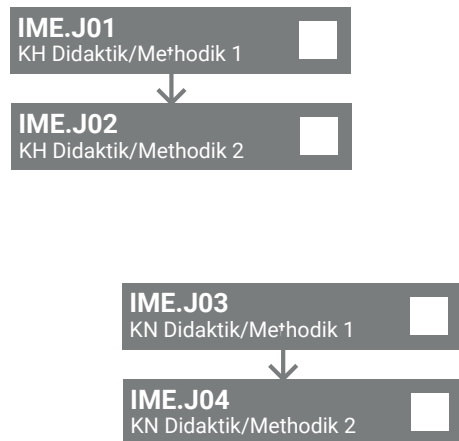 IME.J01
KH Didaktik/Methodik 1
IME.J02
KH Didaktik/Methodik 2
IME.J03
KN Didaktik/Methodik 1
IME.J04
KN Didaktik/Methodik 2